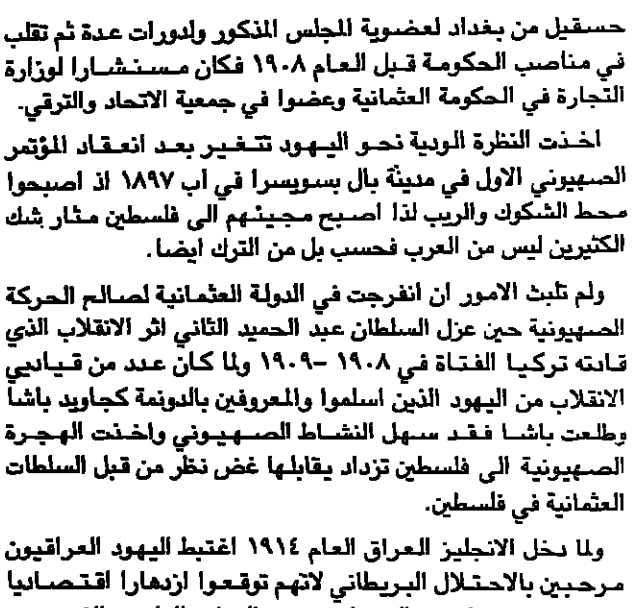 حسقيل من بغداد لعضوية المجلس المذكور ولدورات عدة ثم تقلب
في مناصب الحكومة قبل العام ١٩٠٨ فكان مستشارا لوزارة
التجارة في الحكومة العثمانية وعضوا في جمعية الاتحاد والترقي.
اخذت النظرة الودية نحو اليهود تتغير بعد انعقاد المؤتمر
الصهيوني الاول في مدينة بال بسويسرا في آب ١٨٩٧ اذ اصبحوا
محط الشكوك والريب لذا اصبح مجيئهم الى فلسطين مثار شك
الكثيرين ليس من العرب فحسب بل من الترك ايضا.
ولم تلبث الامور ان انفرجت في الدولة العثمانية لصالح الحركة
الصهيونية حين عزل السلطان عبد الحميد الثاني اثر الانقلاب الذي
قادته تركيا الفتاة في ١٩٠٨ –١٩٠٩ ولما كان عدد من قياديي
الانقلاب من اليهود الذين اسلموا والمعروفين بالدونمة كجاويد باشا
وطلعت باشا فقد سهل النشاط الصهيوني واخذت الهجرة
الصهيونية الى فلسطين تزداد يقابلها غض نظر من قبل السلطات
العثمانية في فلسطين.
ولما دخل الانجليز العراق العام ١٩١٤ اغتبط اليهود العراقيون
مرحبين بالاحتلال البريطاني لانهم توقعوا ازدهارا اقتصاديا